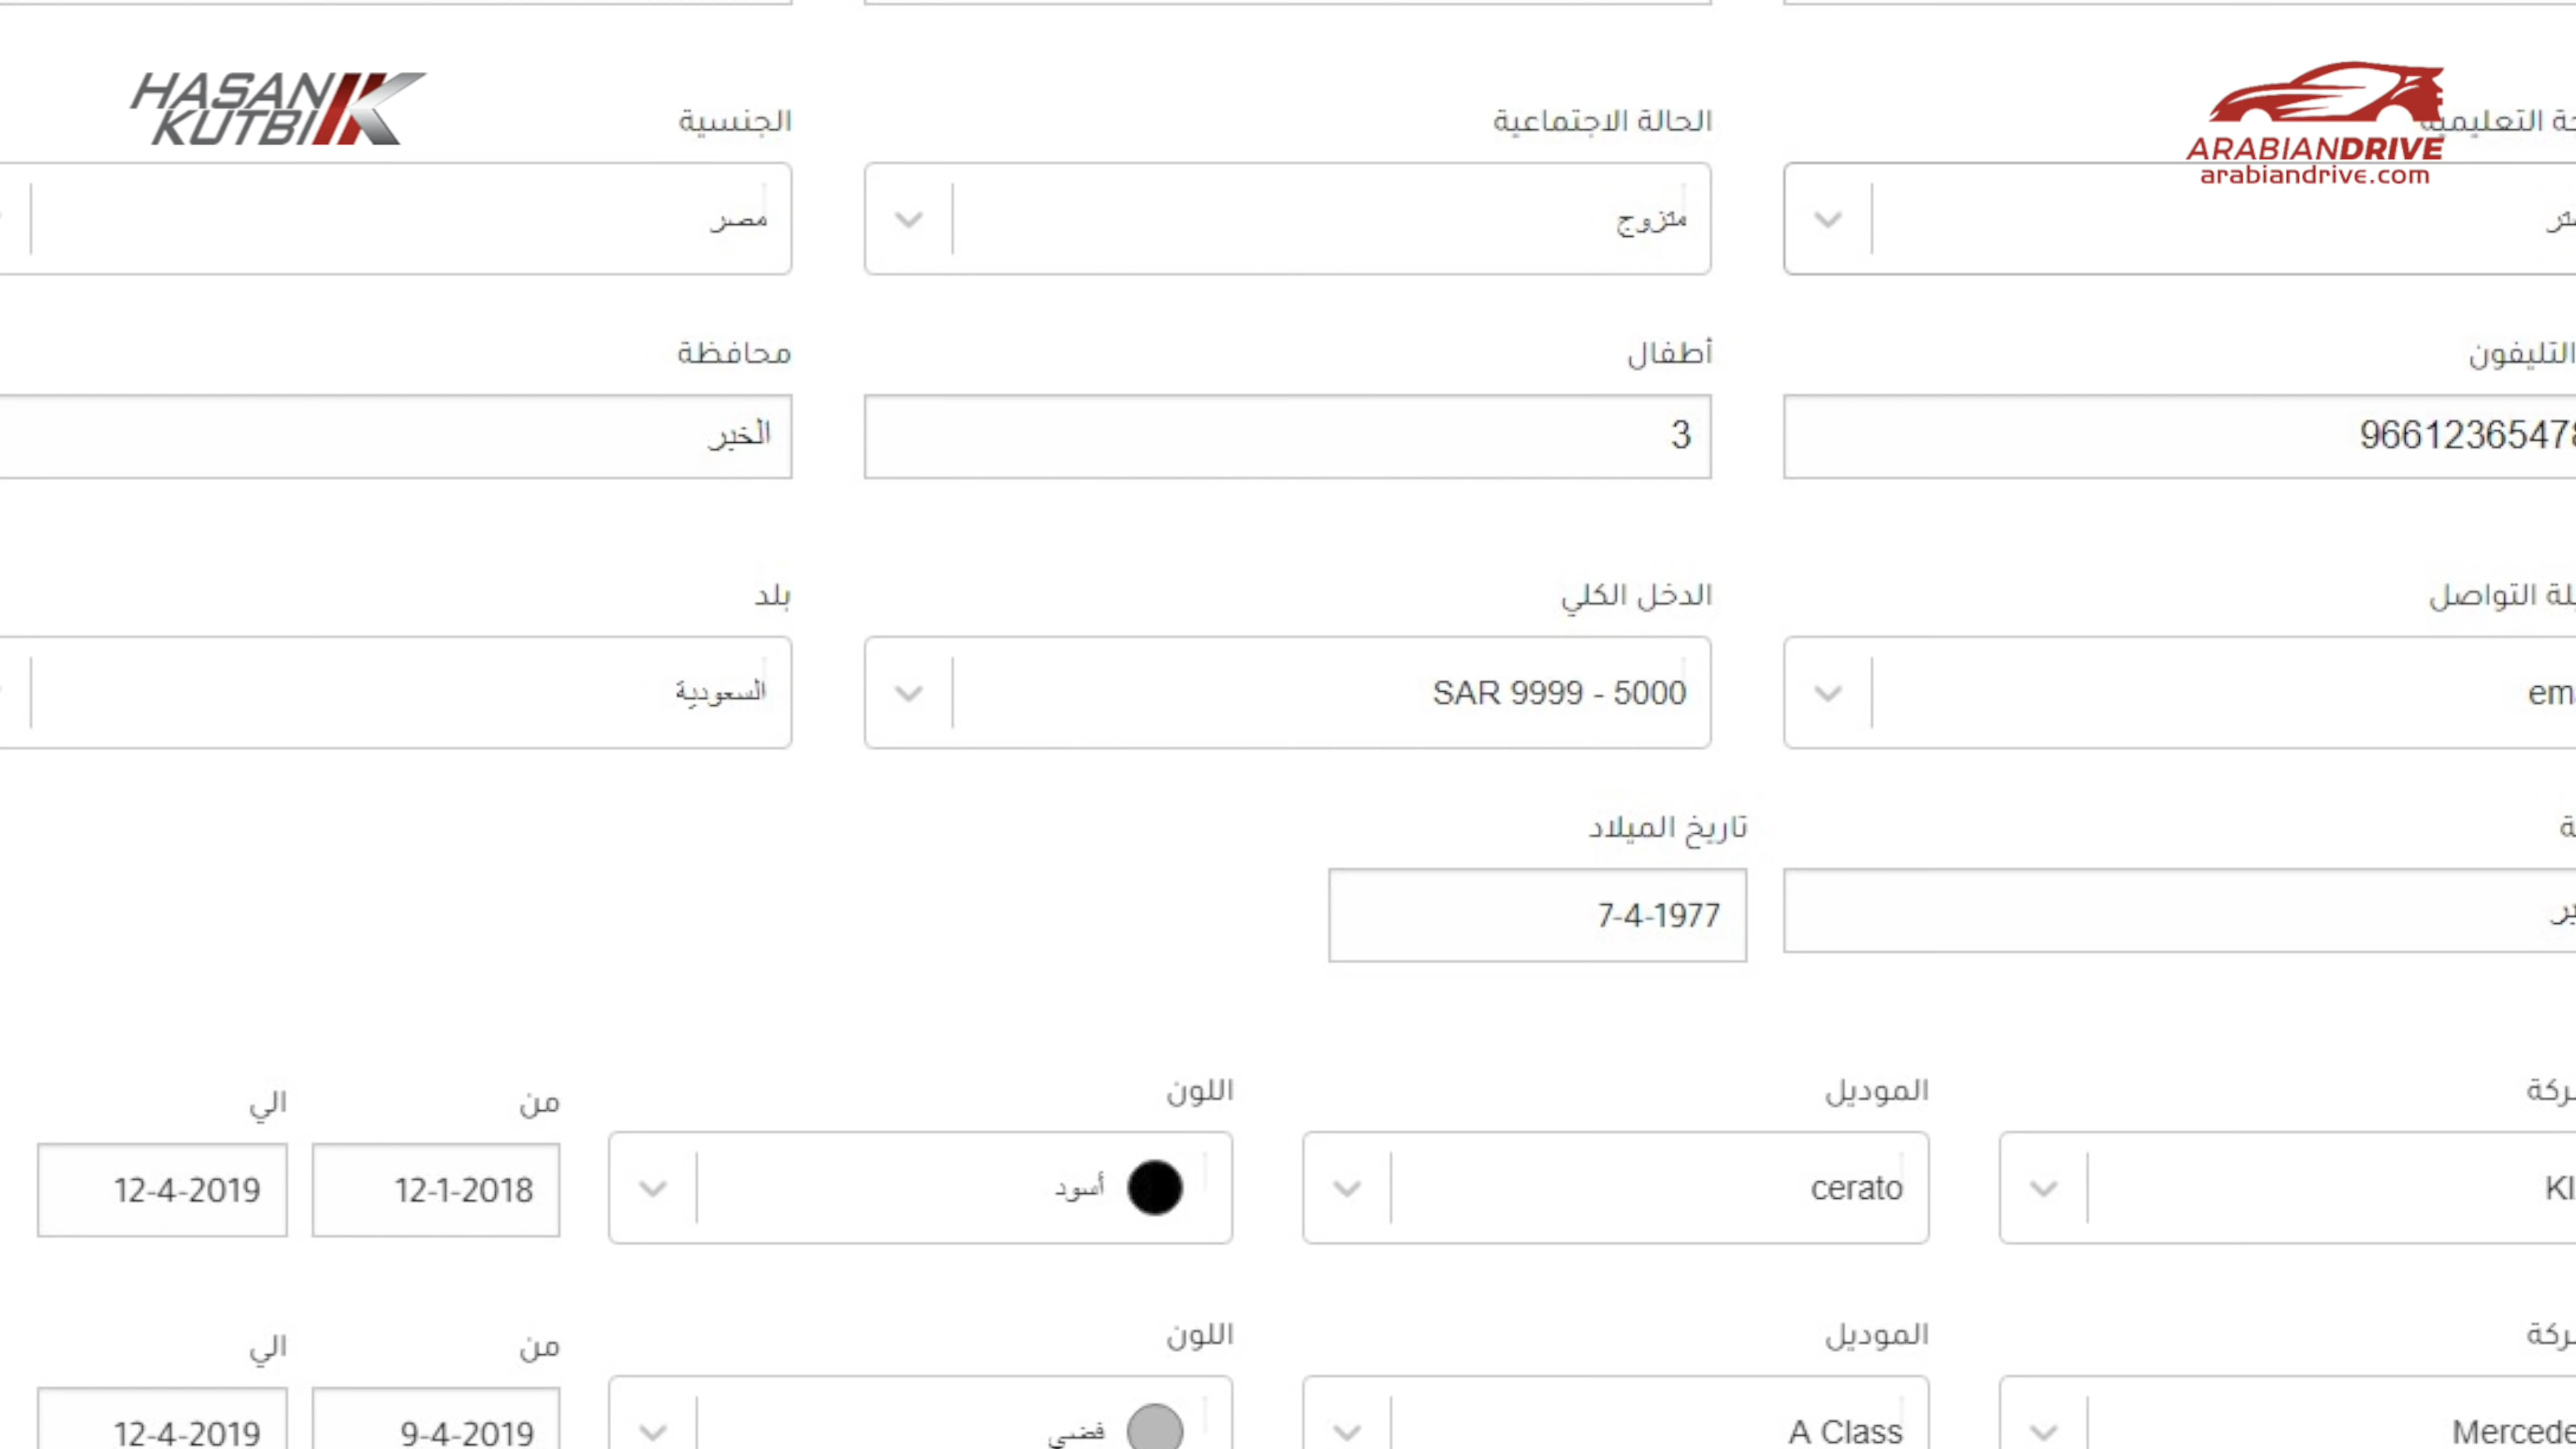 HASAN
KUTBI
ARABIANDRIVE
arabiandrive.com
الحالة الاجتماعية
الجنسية
متزوج
مصر
التليفون
أطفال
محافظة
96612365478
3
الخبر
التواصل
الدخل الكلي
بلد
SAR 9999 - 5000
السعودية
تاريخ الميلاد
7-4-1977
الموديل
اللون
من
الي
cerato
أسود
12-1-2018
12-4-2019
الموديل
اللون
من
الي
A Class
فضي
9-4-2019
12-4-2019